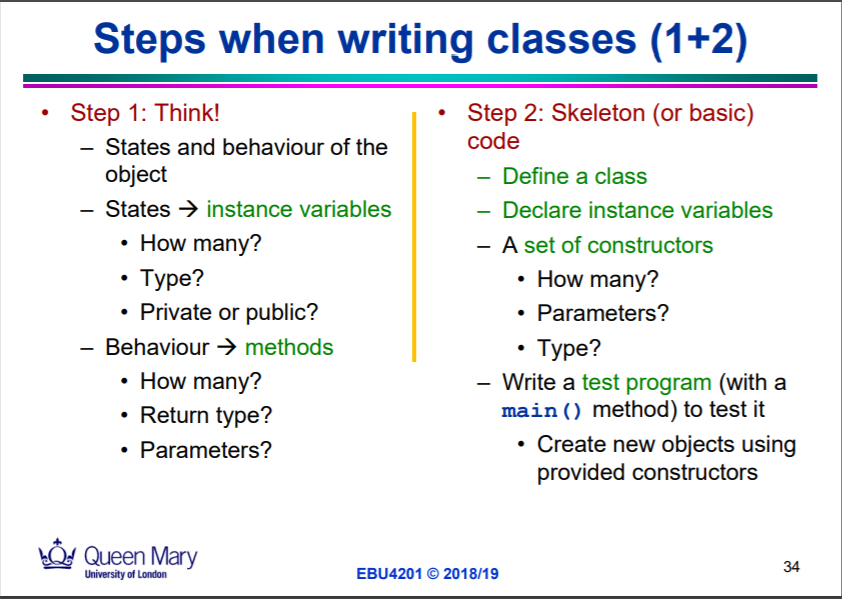 Steps when writing classes (1+2)
• Step 1: Think!
– States and behaviour of the
object
– States → instance variables
• How many?
• Type?
• Private or public?
– Behaviour → methods
• How many?
• Return type?
• Parameters?
• Step 2: Skeleton (or basic)
code
– Define a class
– Declare instance variables
– A set of constructors
• How many?
• Parameters?
• Type?
– Write a test program (with a
main() method) to test it
• Create new objects using
provided constructors
Queen Mary
University of London
EBU4201 © 2018/19
34